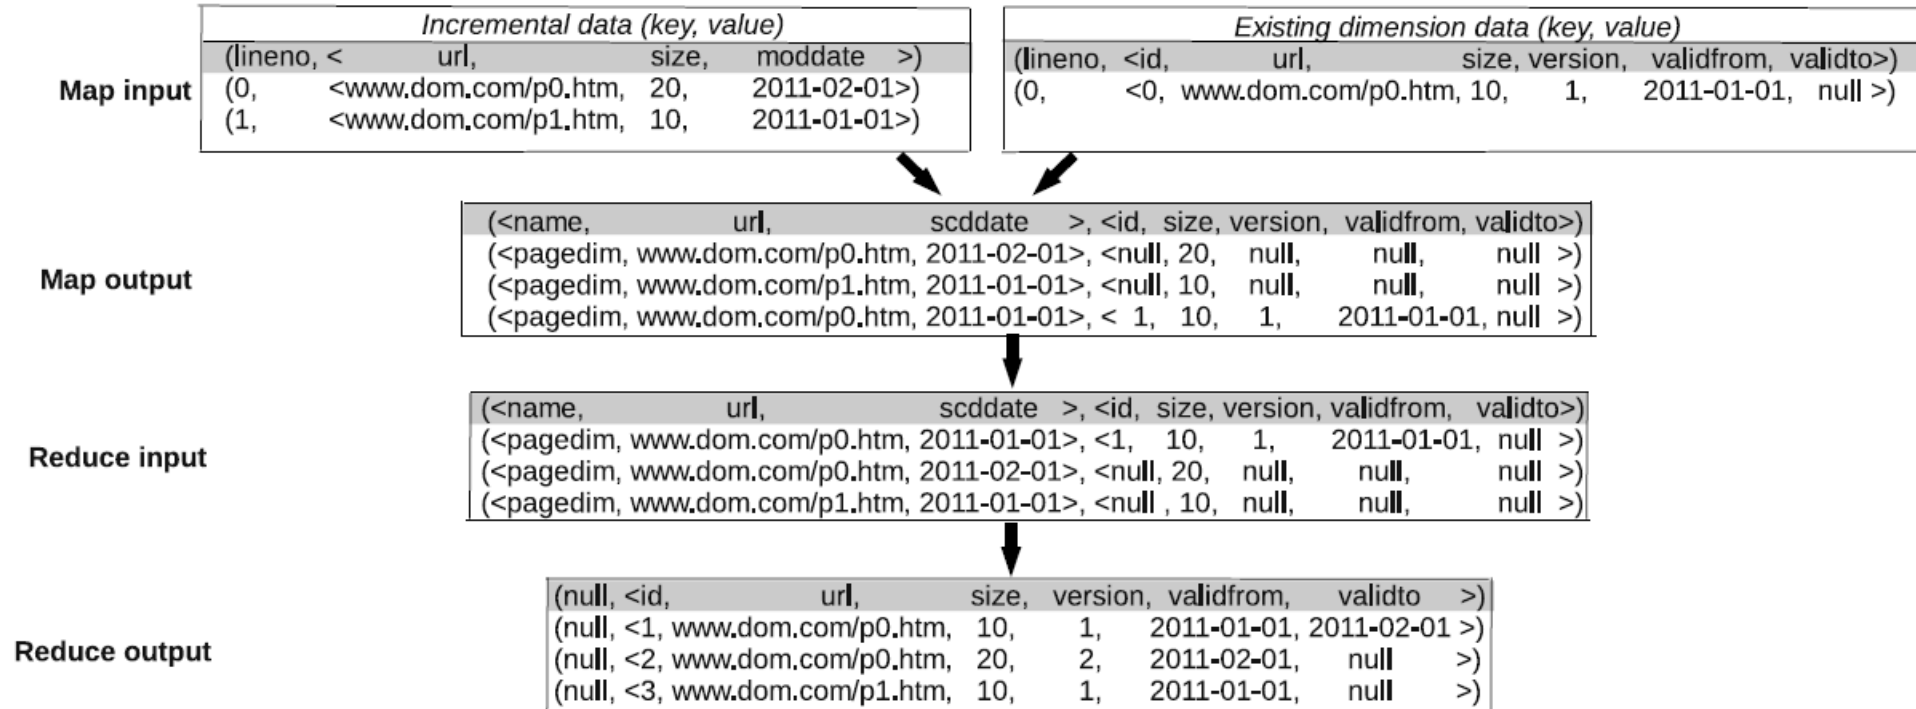 Incremental data (key, value)
(lineno, < url, size, moddate >)
Map input
(0, <www.dom.com/p0.htm, 20, 2011-02-01>)
(1, <www.dom.com/p1.htm, 10, 2011-01-01>)
Existing dimension data (key, value)
(lineno, <id, url, size, version, validfrom, validto>)
(0, <0, www.dom.com/p0.htm, 10, 1, 2011-01-01, null >)
(<name, url, scddate >, <id, size, version, validfrom, validto>)
(<pagedim, www.dom.com/p0.htm, 2011-02-01>, <null, 20, null, null, null >)
Map output
(<pagedim, www.dom.com/p1.htm, 2011-01-01>, <null, 10, null, null, null >)
(<pagedim, www.dom.com/p0.htm, 2011-01-01>, < 1, 10, 1, 2011-01-01, null >)
(<name, url, scddate >, <id, size, version, validfrom, validto>)
(<pagedim, www.dom.com/p0.htm, 2011-01-01>, <1, 10, 1, 2011-01-01, null >)
Reduce input
(<pagedim, www.dom.com/p0.htm, 2011-02-01>, <null, 20, null, null, null >)
(<pagedim, www.dom.com/p1.htm, 2011-01-01>, <null , 10, null, null, null >)
(null, <id, url, size, version, validfrom, validto >)
(null, <1, www.dom.com/p0.htm, 10, 1, 2011-01-01, 2011-02-01 >)
Reduce output
(null, <2, www.dom.com/p0.htm, 20, 2, 2011-02-01, null >)
(null, <3, www.dom.com/p1.htm, 10, 1, 2011-01-01, null >)